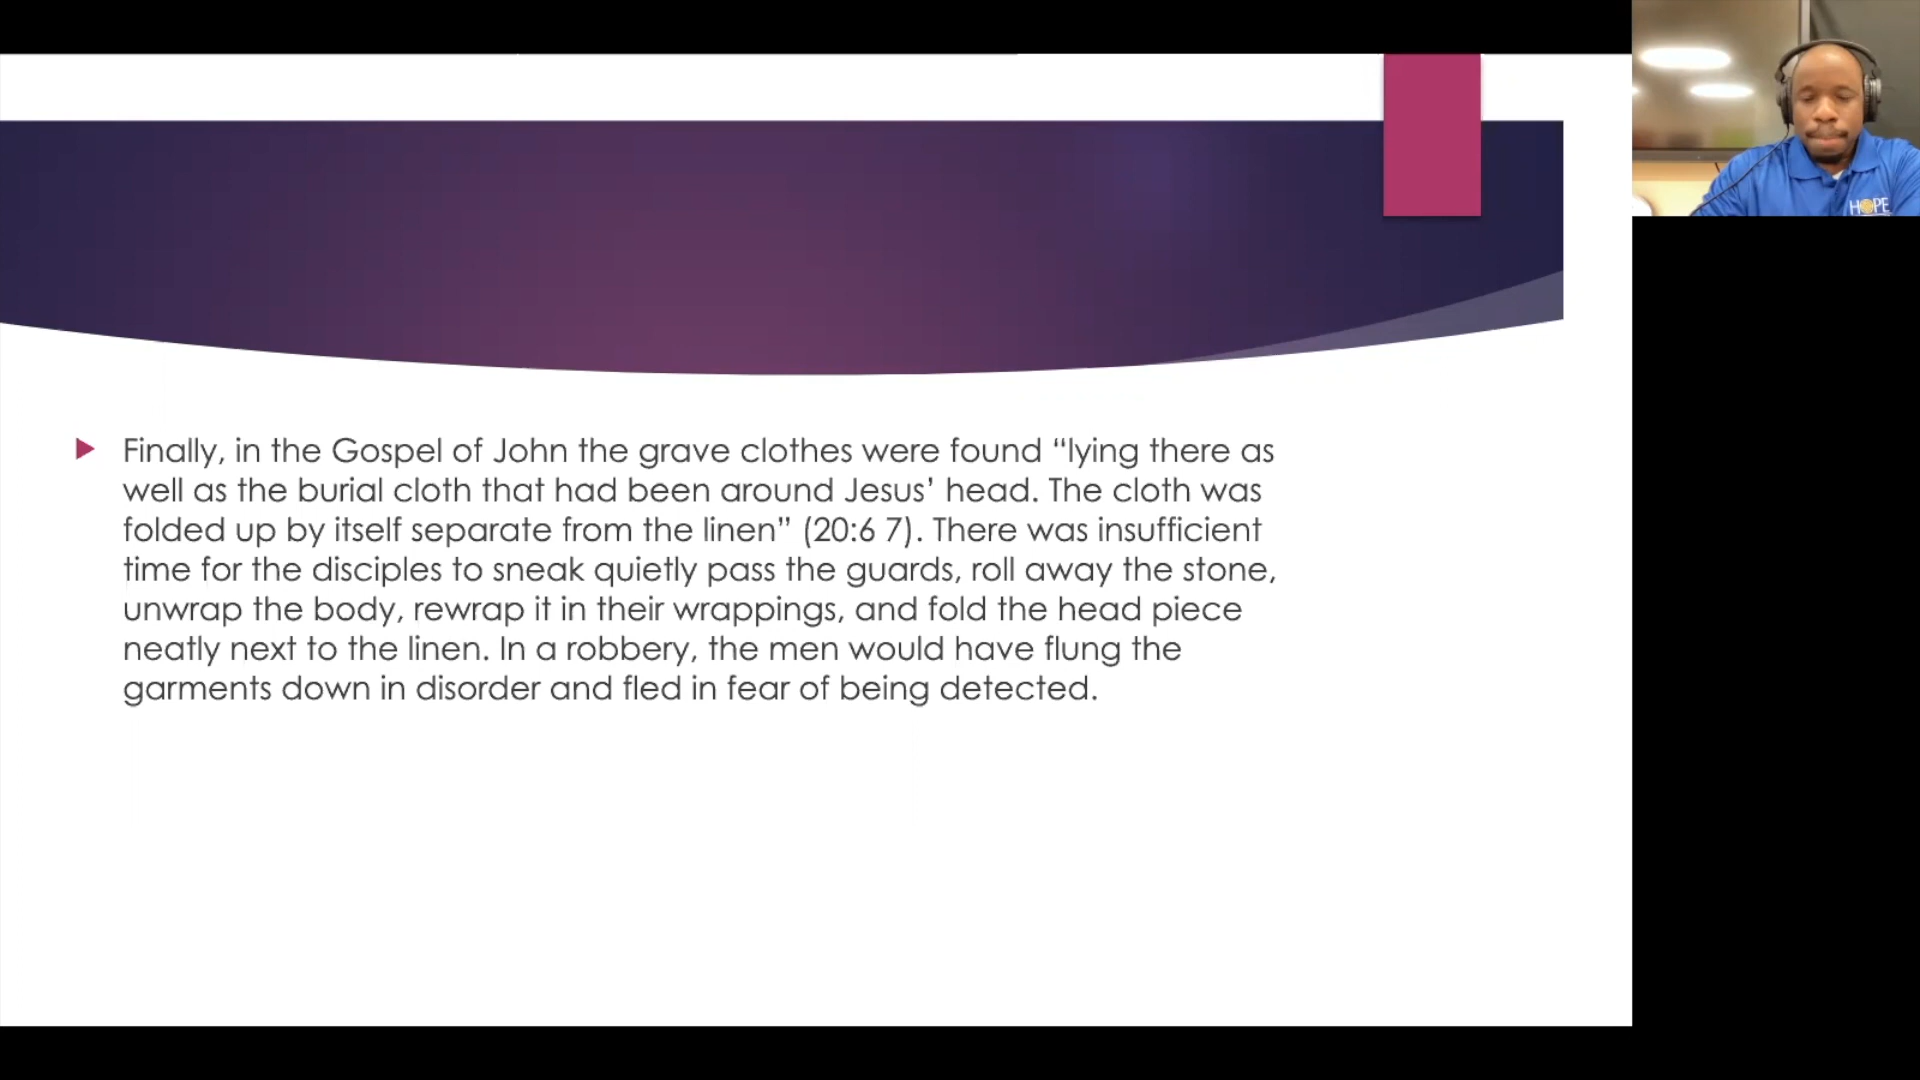 Finally, in the Gospel of John the grave clothes were found “lying there as
well as the burial cloth that had been around Jesus’ head. The cloth was
folded up by itself separate from the linen” (20:6 7). There was insufficient
time for the disciples to sneak quietly pass the guards, roll away the stone,
unwrap the body, rewrap it in their wrappings, and fold the head piece
neatly next to the linen. In a robbery, the men would have flung the
garments down in disorder and fled in fear of being detected.
HOPE